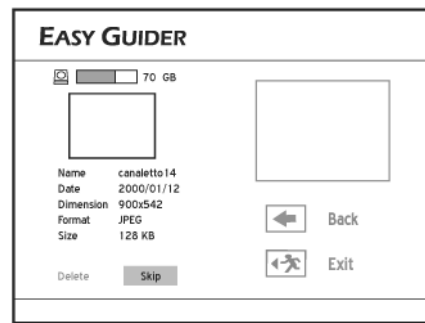 EASY GUIDER
70 GB
Name canaletto14
Date 2000/01/12
Dimension 900x542
Format JPEG
Size 128 KB
Delete Skip
Back
Exit